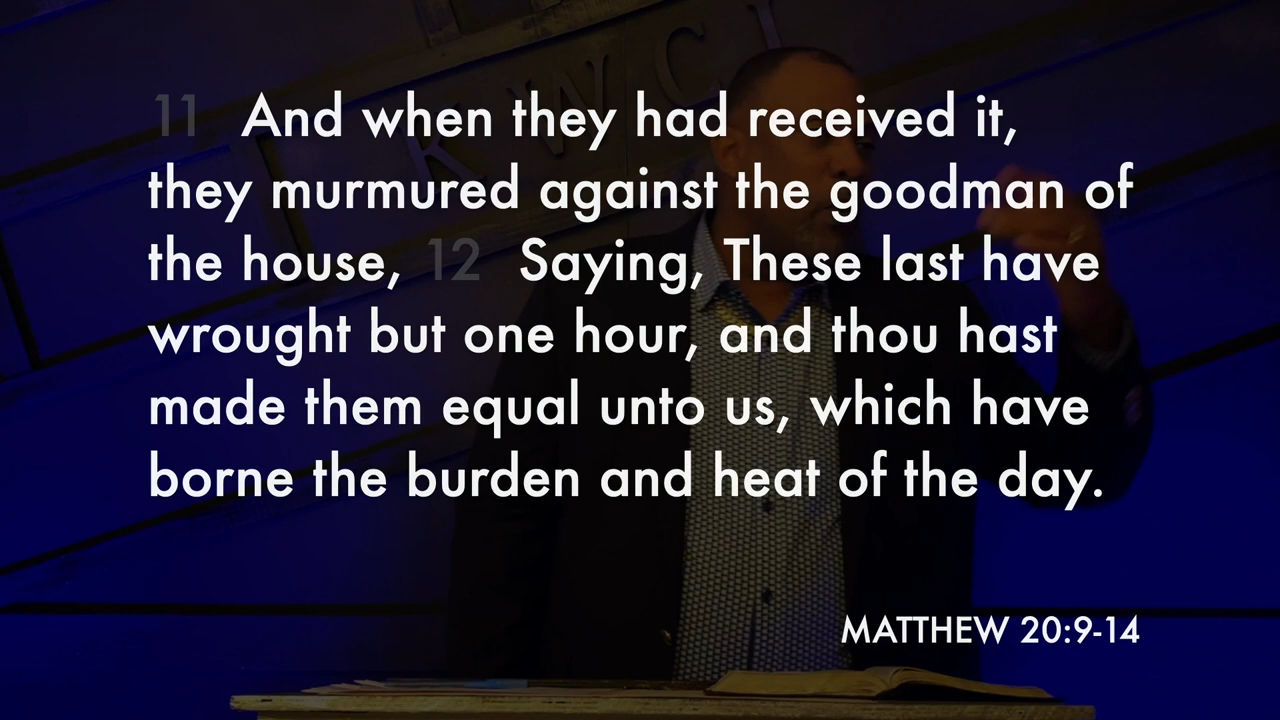 KWCI
11 And when they had received it,
they murmured against the goodman of
the house, 12 Saying, These last have
wrought but one hour, and thou hast
made them equal unto us, which have
borne the burden and heat of the day.
MATTHEW 20:9-14